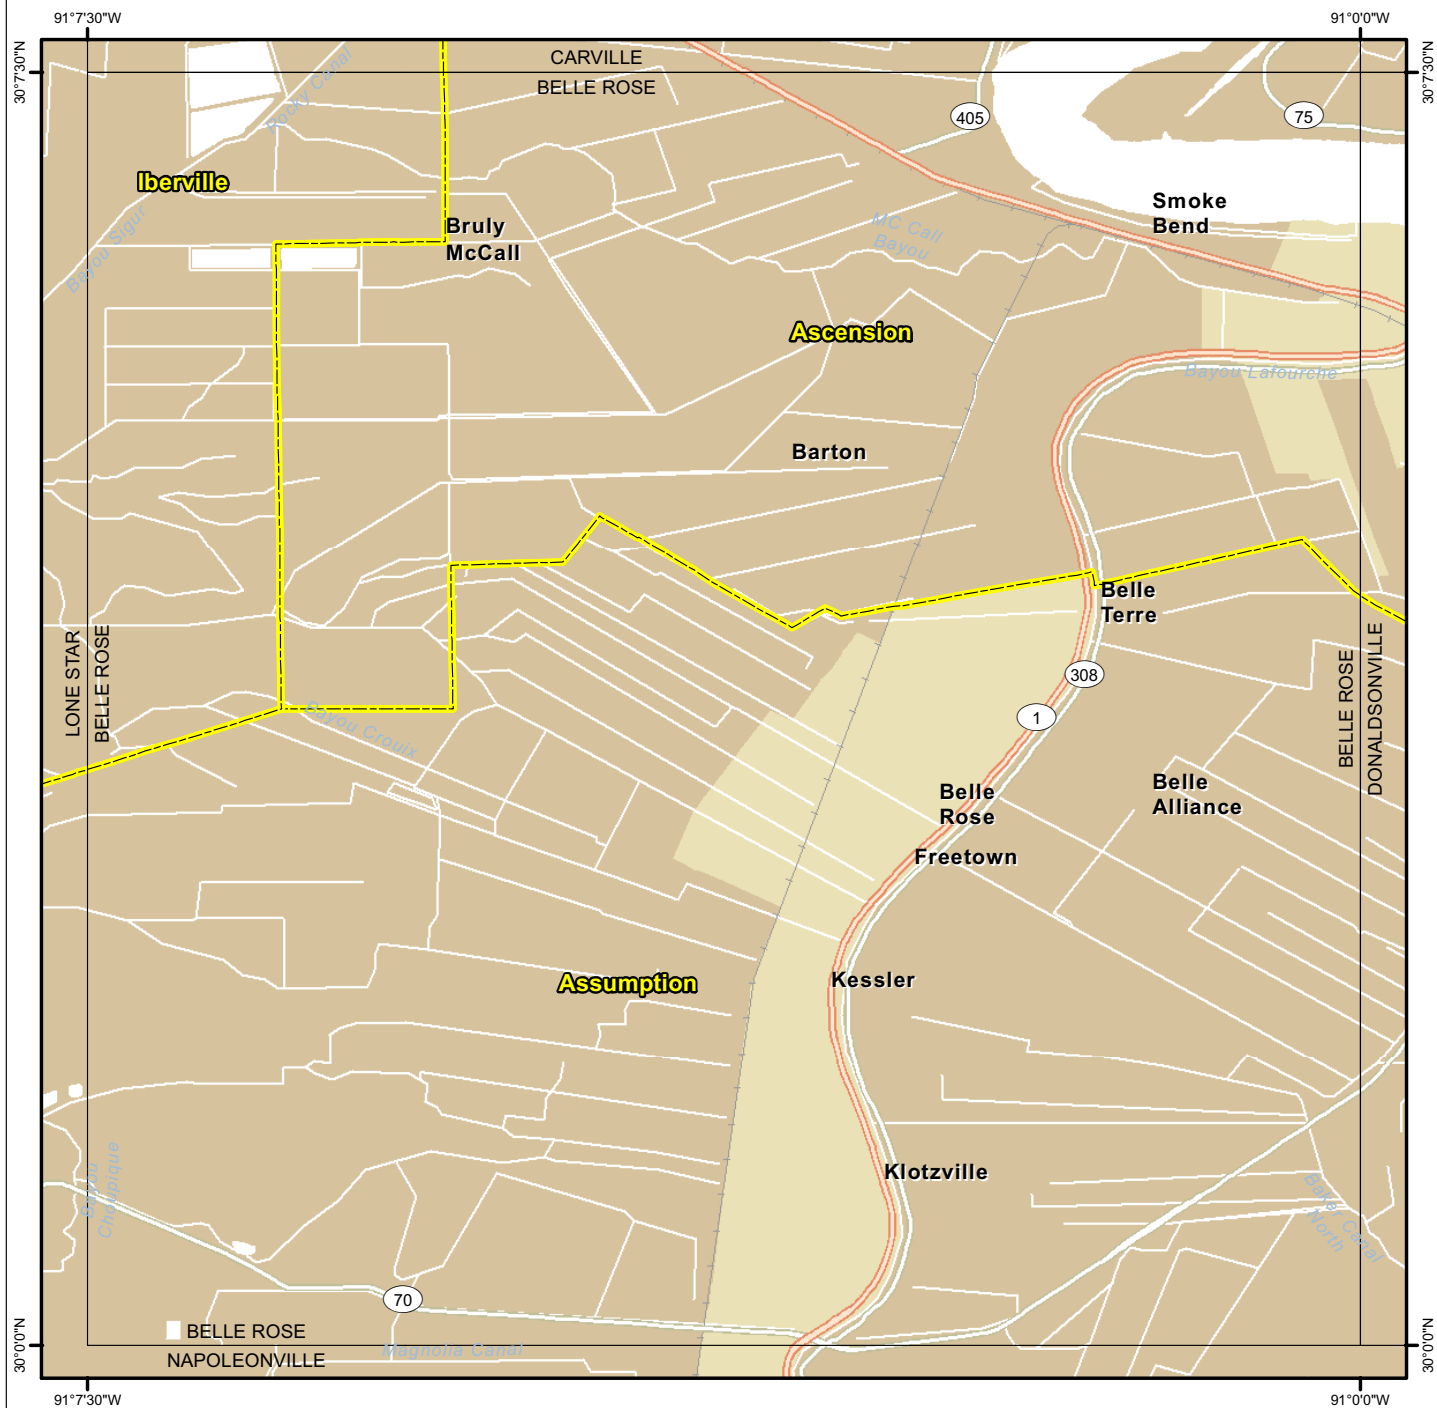 91°7'30"W
91°0'0"W
30°7'30"N
30°7'30"N
CARVILLE
BELLE ROSE
Rocky Canal
405
75
Iberville
Bayou Sigur
Bruly
McCall
MC Call
Bayou
Smoke
Bend
Ascension
Bayou Lafourche
Barton
Belle
Terre
LONE STAR
BELLE ROSE
BELLE ROSE
DONALDSONVILLE
308
1
Bayou Crouix
Belle
Rose
Belle
Alliance
Freetown
Assumption
Kessler
Klotzville
Bayou
Choupique
Baker Canal
North
70
BELLE ROSE
NAPOLEONVILLE
Magnolia Canal
30°0'0"N
30°0'0"N
91°7'30"W
91°0'0"W